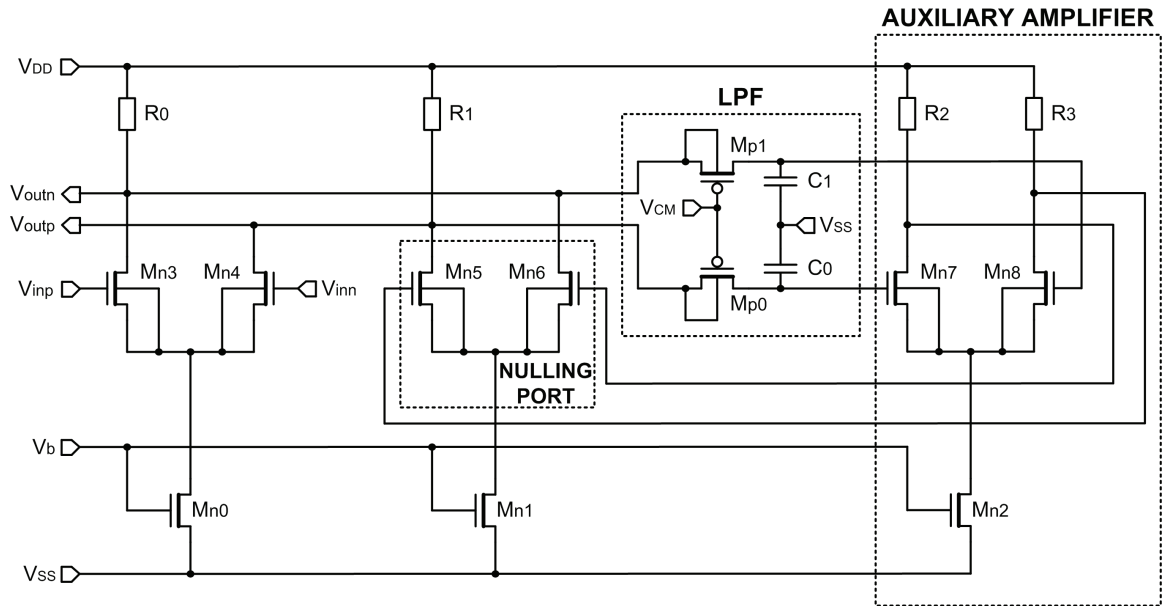 AUXILIARY AMPLIFIER
VDD
R0
R1
LPF
R2
R3
Mp1
Voutn
C1
VCM
VSS
Voutp
C0
Mn3
Mn4
Mn5
Mn6
Mn7
Mn8
Vinp
Vinn
Mp0
NULLING
PORT
Vb
Mn0
Mn1
Mn2
VSS